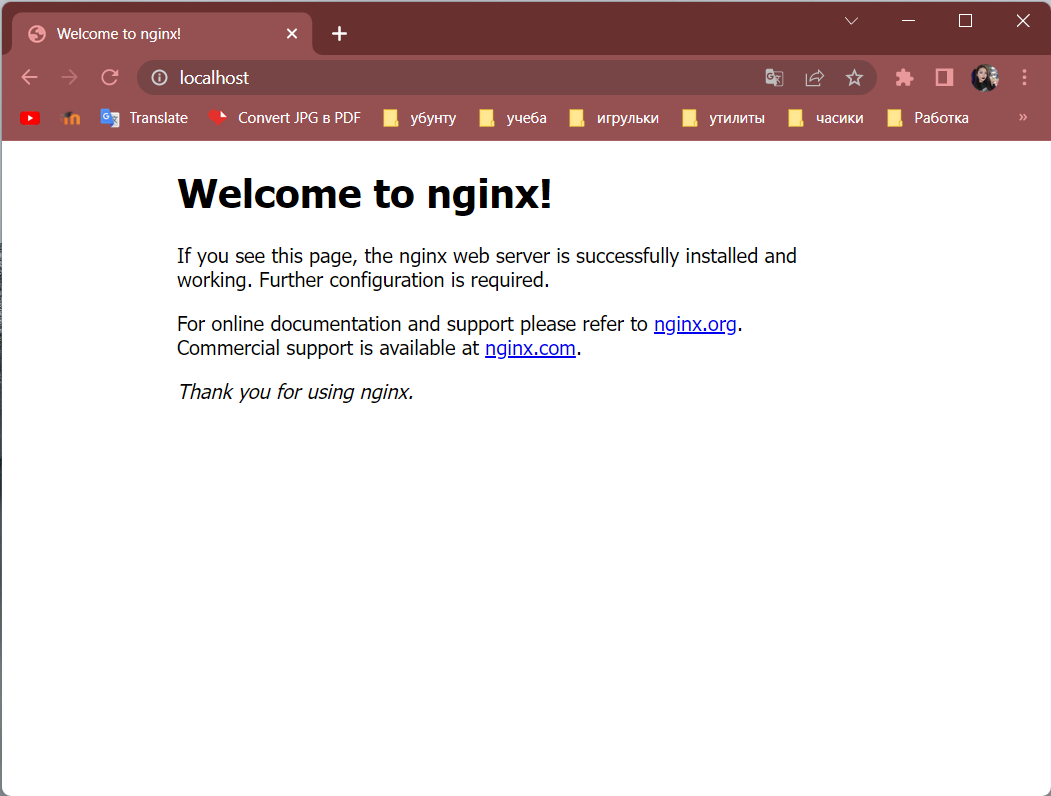 Welcome to nginx!
localhost
Translate Convert JPG в PDF убунту учеба игрульки утилиты часики Работка »
Welcome to nginx!
If you see this page, the nginx web server is successfully installed and
working. Further configuration is required.
For online documentation and support please refer to nginx.org.
Commercial support is available at nginx.com.
Thank you for using nginx.